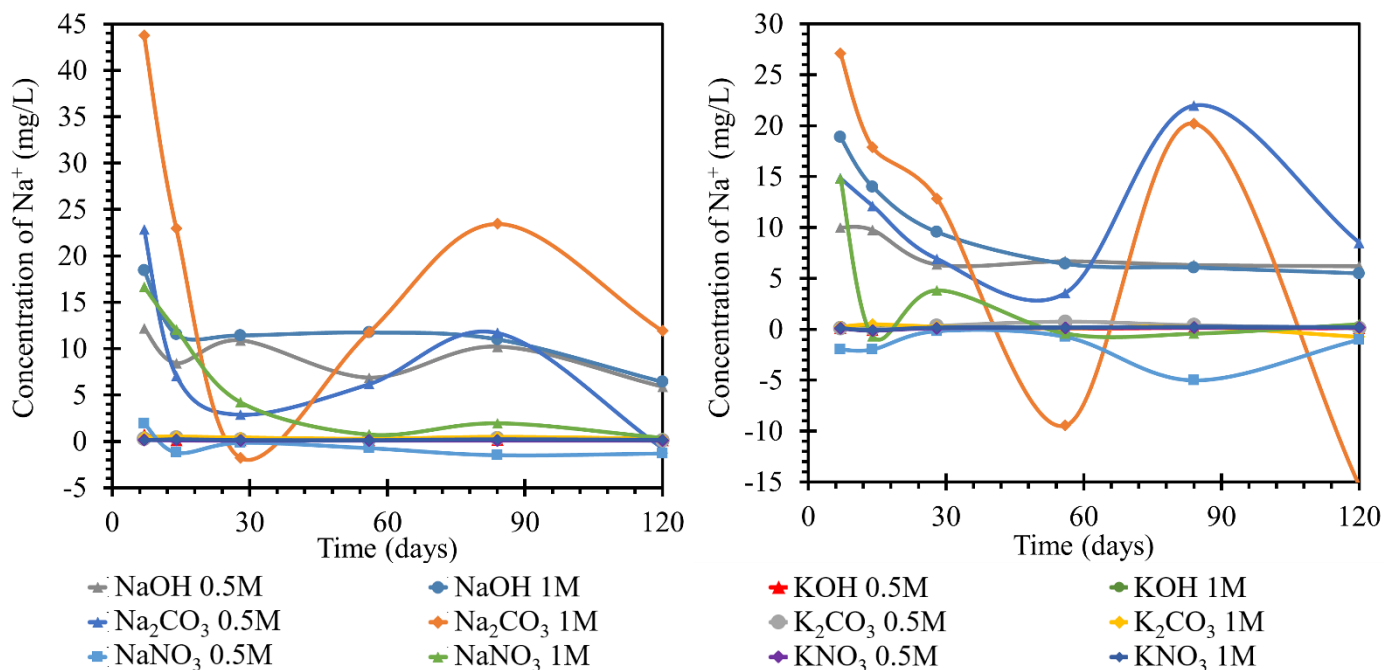 Concentration of Na⁺ (mg/L)
45
40
35
30
25
20
15
10
5
0
-5
0
30
60
90
120
Time (days)
Concentration of Na⁺ (mg/L)
30
25
20
15
10
5
0
-5
-10
-15
0
30
60
90
120
Time (days)
NaOH 0.5M
NaOH 1M
KOH 0.5M
KOH 1M
Na₂CO₃ 0.5M
Na₂CO₃ 1M
K₂CO₃ 0.5M
K₂CO₃ 1M
NaNO₃ 0.5M
NaNO₃ 1M
KNO₃ 0.5M
KNO₃ 1M